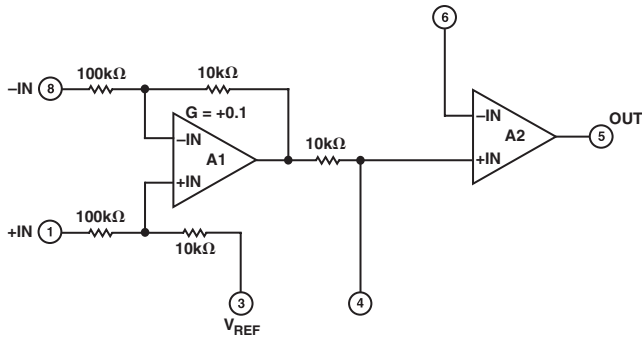 6
100kΩ
10kΩ
–IN 8
G = +0.1
–IN
A1
+IN
10kΩ
–IN
A2
+IN
OUT
5
100kΩ
+IN 1
10kΩ
3
VREF
4